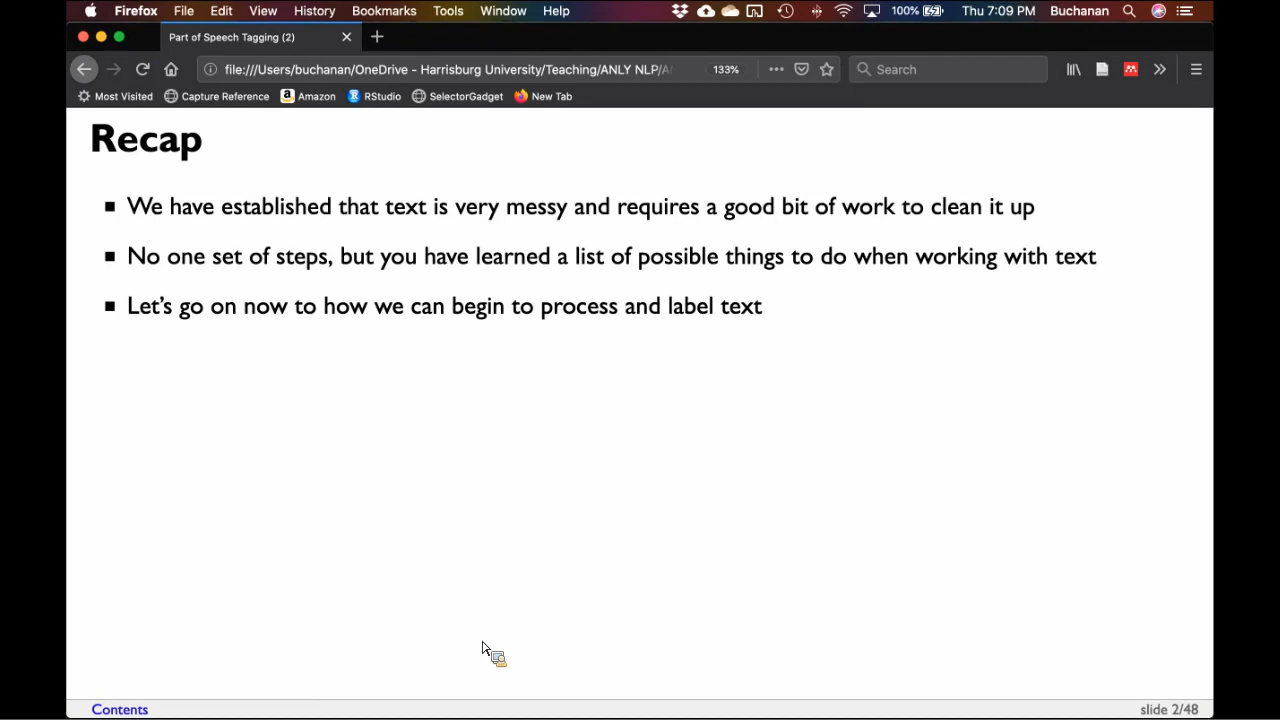 Firefox File Edit View History Bookmarks Tools Window Help 100% Thu 7:09 PM Buchanan
Part of Speech Tagging (2)
file:///Users/buchanan/OneDrive - Harrisburg University/Teaching/ANLY NLP/A 133% Search
Most Visited Capture Reference Amazon RStudio SelectorGadget New Tab
Recap
We have established that text is very messy and requires a good bit of work to clean it up
No one set of steps, but you have learned a list of possible things to do when working with text
Let's go on now to how we can begin to process and label text
Contents slide 2/48